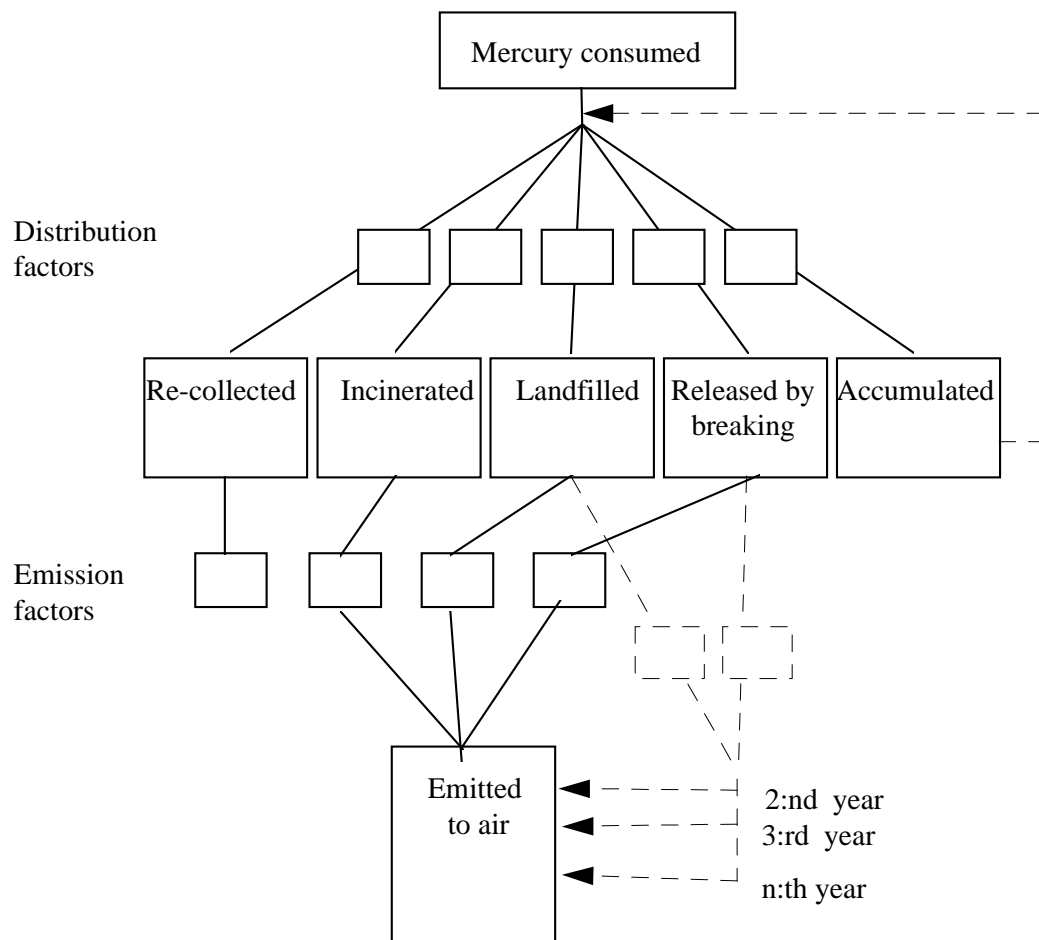 Mercury consumed
Distribution
factors
Re-collected
Incinerated
Landfilled
Released by
breaking
Accumulated
Emission
factors
Emitted
to air
2:nd year
3:rd year
n:th year